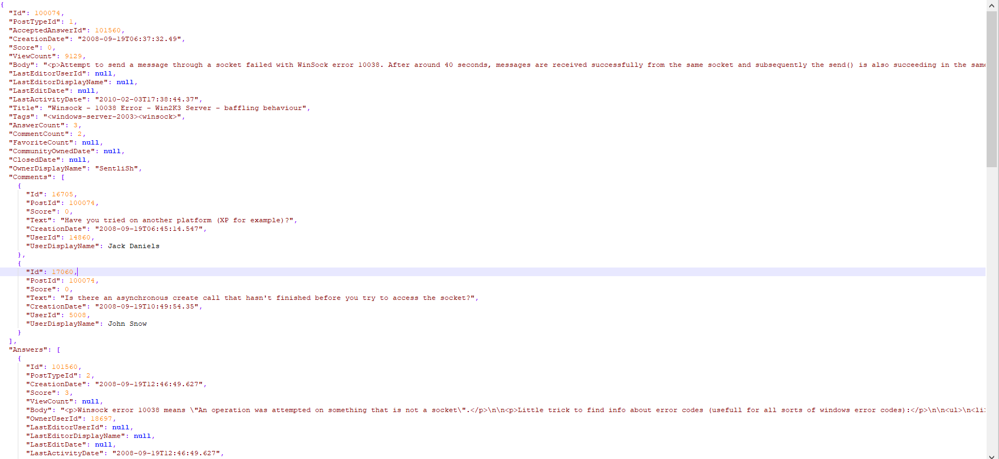 {
"Id": 100074,
"PostTypeId": 1,
"AcceptedAnswerId": 101560,
"CreationDate": "2008-09-19T06:37:32.49",
"Score": 0,
"ViewCount": 9129,
"Body": "<p>Attempt to send a message through a socket failed with WinSock error 10038. After around 40 seconds, messages are received successfully from the same socket and subsequently the send() is also succeeding in the same
"LastEditorUserId": null,
"LastEditorDisplayName": null,
"LastEditDate": null,
"LastActivityDate": "2010-02-03T17:38:44.37",
"Title": "Winsock - 10038 Error - Win2K3 Server - baffling behaviour",
"Tags": "<windows-server-2003><winsock>",
"AnswerCount": 3,
"CommentCount": 2,
"FavoriteCount": null,
"CommunityOwnedDate": null,
"ClosedDate": null,
"OwnerDisplayName": "SentliSh",
"Comments": [
{
"Id": 16705,
"PostId": 100074,
"Score": 0,
"Text": "Have you tried on another platform (XP for example)?",
"CreationDate": "2008-09-19T06:45:14.547",
"UserId": 14860,
"UserDisplayName": Jack Daniels
},
{
"Id": 17060,
"PostId": 100074,
"Score": 0,
"Text": "Is there an asynchronous create call that hasn't finished before you try to access the socket?",
"CreationDate": "2008-09-19T10:49:54.35",
"UserId": 5008,
"UserDisplayName": John Snow
}
],
"Answers": [
{
"Id": 101560,
"PostTypeId": 2,
"CreationDate": "2008-09-19T12:46:49.627",
"Score": 3,
"ViewCount": null,
"Body": "<p>Winsock error 10038 means \"An operation was attempted on something that is not a socket\".</p>\n\n<p>Little trick to find info about error codes (usefull for all sorts of windows error codes):</p>\n\n<ul>\n<li
"OwnerUserId": 18697,
"LastEditorUserId": null,
"LastEditorDisplayName": null,
"LastEditDate": null,
"LastActivityDate": "2008-09-19T12:46:49.627",